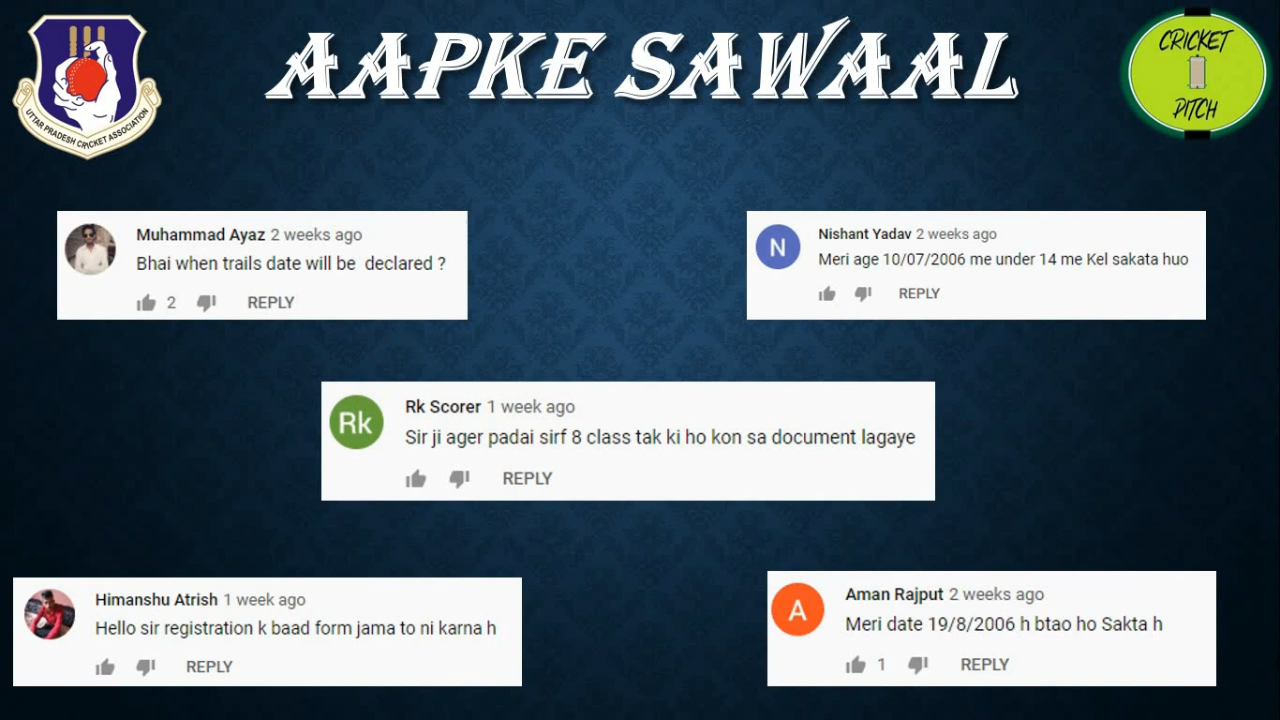 AAPKE SAWAAL
UTTAR PRADESH CRICKET ASSOCIATION
CRICKET
PITCH
Muhammad Ayaz 2 weeks ago
Bhai when trails date will be declared ?
2 REPLY
Nishant Yadav 2 weeks ago
Meri age 10/07/2006 me under 14 me Kel sakata huo
REPLY
Rk
Rk Scorer 1 week ago
Sir ji ager padai sirf 8 class tak ki ho kon sa document lagaye
REPLY
Himanshu Atrish 1 week ago
Hello sir registration k baad form jama to ni karna h
REPLY
Aman Rajput 2 weeks ago
Meri date 19/8/2006 h btao ho Sakta h
1 REPLY
N
A